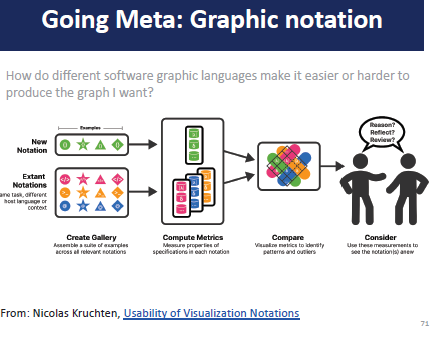 Going Meta: Graphic notation
How do different software graphic languages make it easier or harder to
produce the graph I want?
Examples
New
Notation
Extant
Notations
ame task, different
host language or
context
Reason?
Reflect?
Review?
Create Gallery
Assemble a suite of examples
across all relevant notations
Compute Metrics
Measure properties of
specifications in each notation
Compare
Visualize metrics to identify
patterns and outliers
Consider
Use these measurements to
see the notation(s) anew
From: Nicolas Kruchten, Usability of Visualization Notations
71